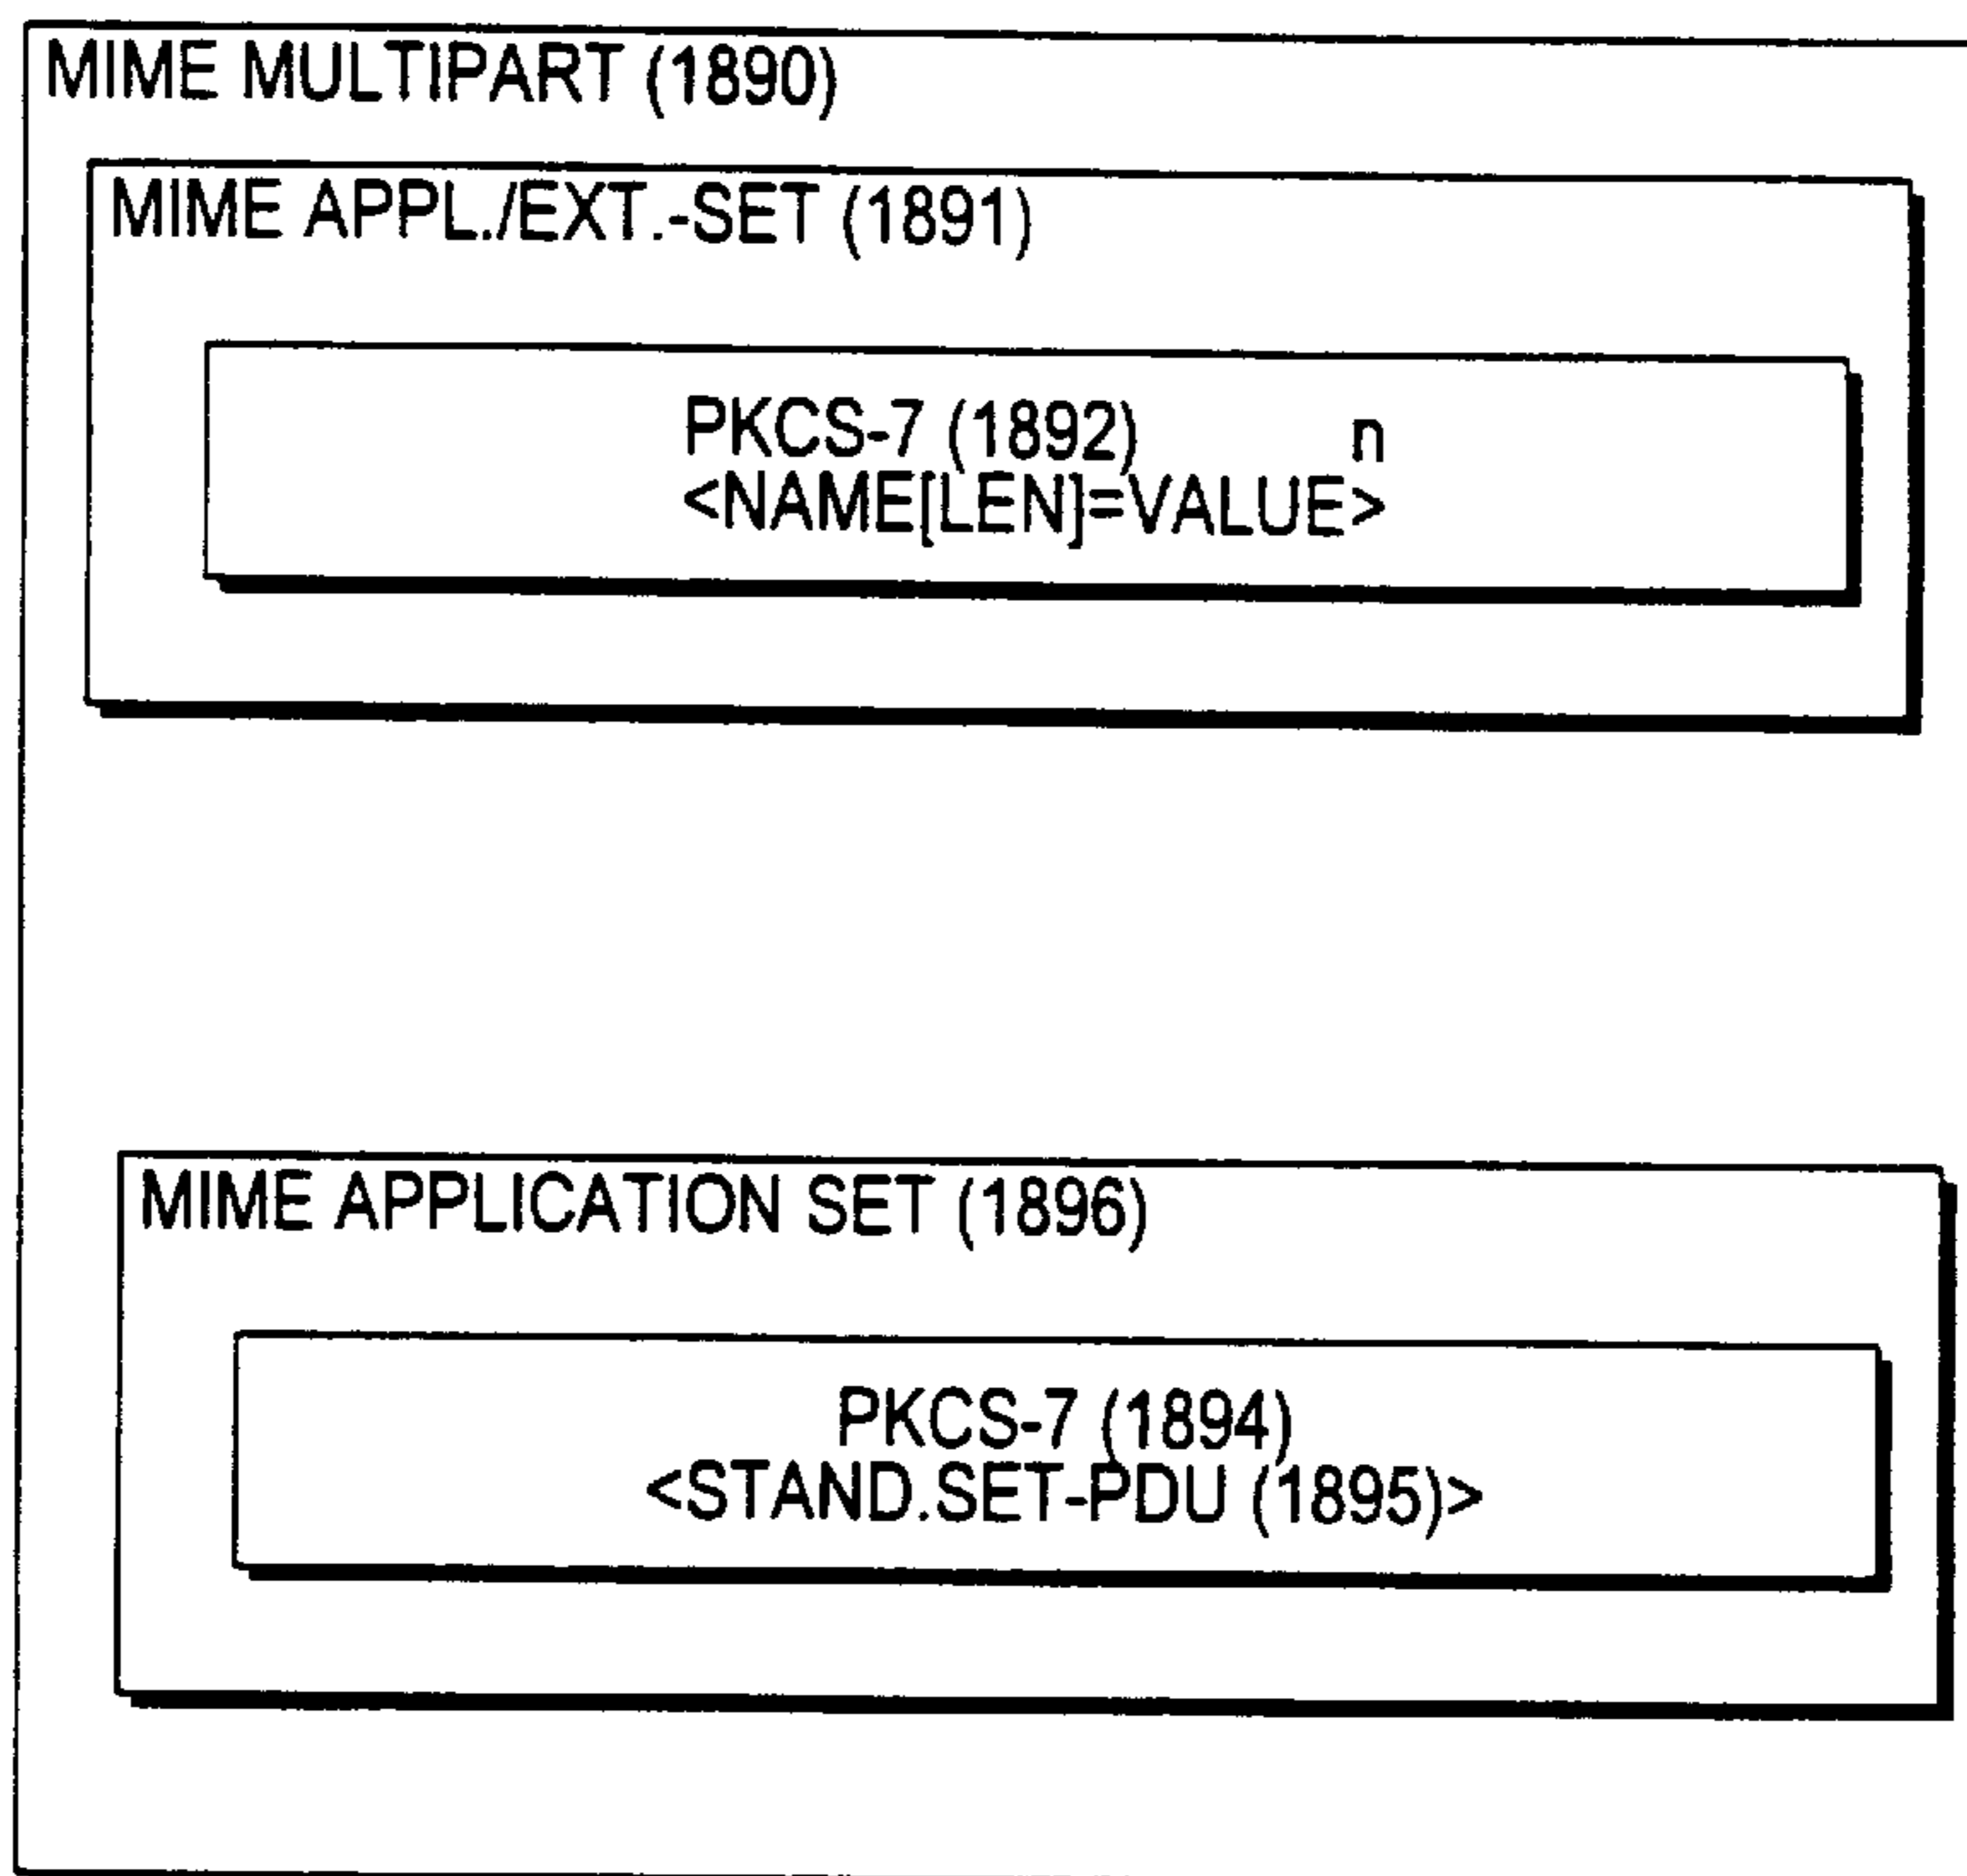 MIME MULTIPART (1890)
MIME APPL./EXT.-SET (1891)
PKCS-7 (1892) n
<NAME[LEN]=VALUE>
MIME APPLICATION SET (1896)
PKCS-7 (1894)
<STAND.SET-PDU (1895)>